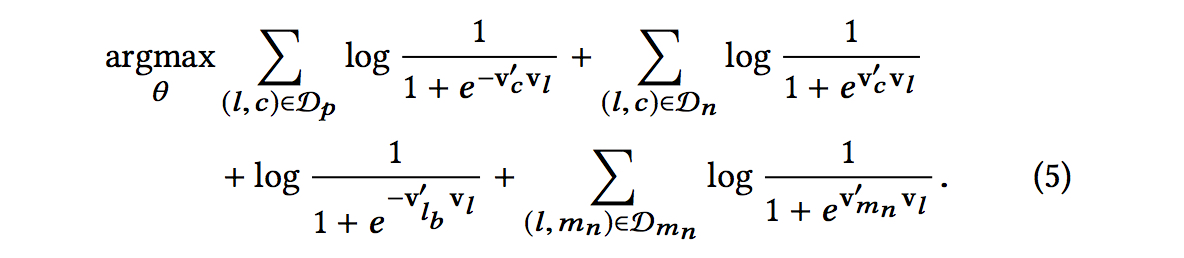 argmax_θ ∑_{(l,c)∈𝒟_p} log 1/(1 + e^{−v′_c v_l}) + ∑_{(l,c)∈𝒟_n} log 1/(1 + e^{v′_c v_l})
+ log 1/(1 + e^{−v′_{l_b} v_l}) + ∑_{(l,m_n)∈𝒟_{m_n}} log 1/(1 + e^{v′_{m_n} v_l}) . (5)